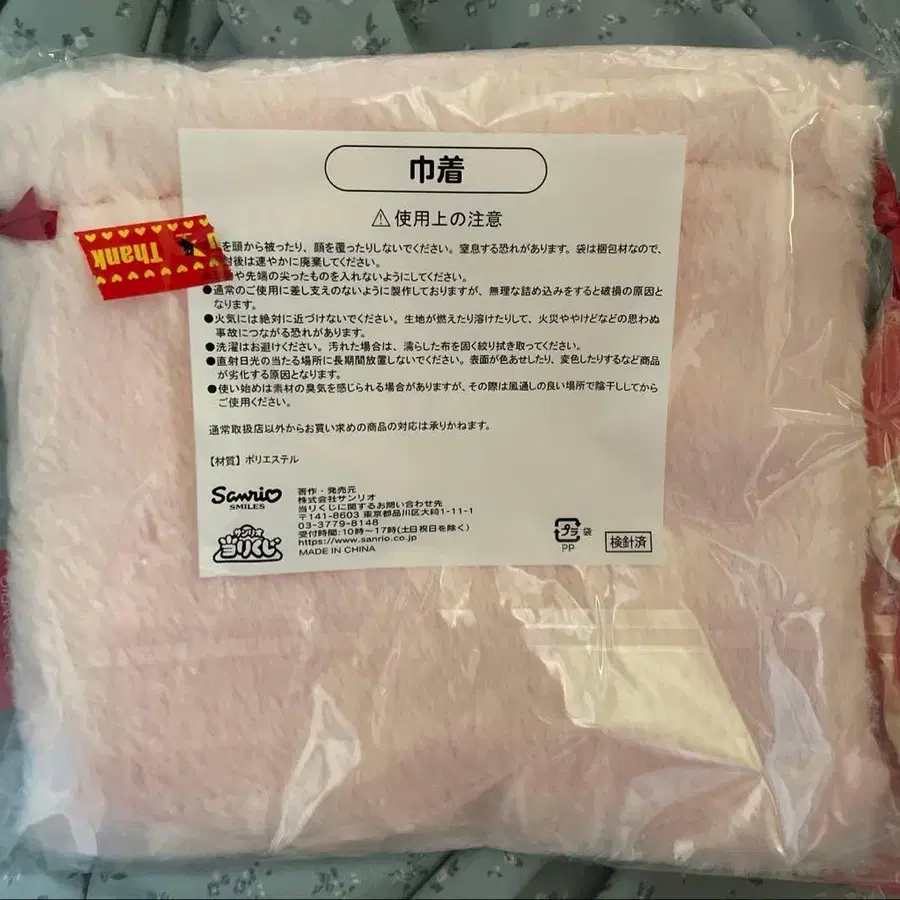 巾着
⚠使用上の注意
Thank
を頭から被ったり、顔を覆ったりしないでください。窒息する恐れがあります。袋は梱包材なので、
封後は速やかに廃棄してください。
や先端の尖ったものを入れないようにしてください。
●通常のご使用に差し支えのないように製作しておりますが、無理な詰め込みをすると破損の原因と
なります。
●火気には絶対に近づけないでください。生地が燃えたり溶けたりして、火災ややけどなどの思わぬ
事故につながる恐れがあります。
●洗濯はお避けください。汚れた場合は、濡らした布を固く絞り拭き取ってください。
●直射日光の当たる場所に長期間放置しないでください。表面が色あせしたり、変色したりするなど商品
が劣化する原因となります。
●使い始めは素材の臭気を感じられる場合がありますが、その際は風通しの良い場所で陰干ししてから
ご使用ください。
通常取扱店以外からお買い求めの商品の対応は承りかねます。
【材質】ポリエステル
Sanrio
SMILES
サンリオ
当りくじ
著作・発売元
株式会社サンリオ
当りくじに関するお問い合わせ先
〒141-8603 東京都品川区大崎1-11-1
03-3779-8148
受付時間:10時~17時(土日祝日を除く)
https://www.sanrio.co.jp
MADE IN CHINA
プラ 袋
PP
検針済